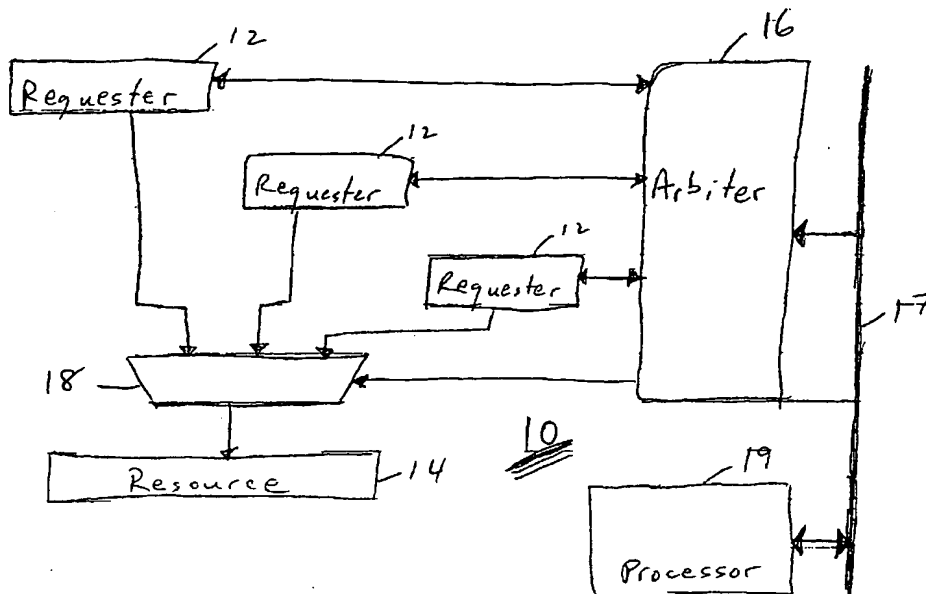 12
16
Requester
12
Requester
Arbiter
12
Requester
17
18
10
Resource
14
19
Processor